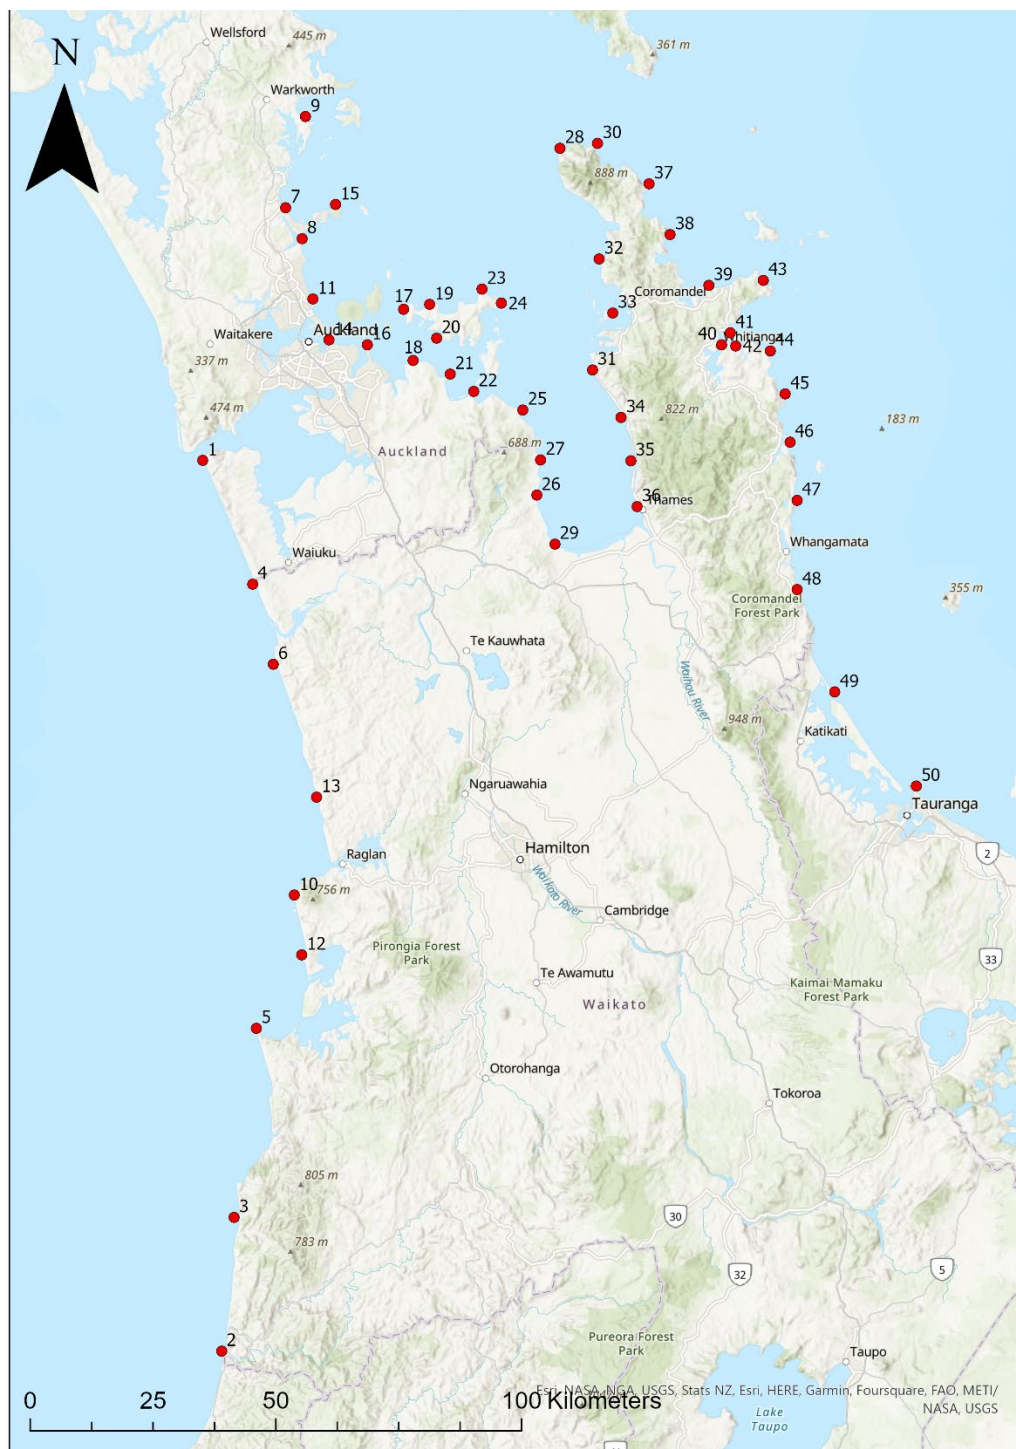 Wellsford
445 m
361 m
N
Warkworth
9
28
30
888 m
37
7
15
8
38
32
23
39
43
17
19
24
Coromandel
11
33
14
Auckland
16
20
41
Whitianga
40
42
44
Waitakere
18
31
337 m
21
22
45
25
34
822 m
474 m
183 m
46
Auckland
688 m
1
27
35
26
36
Thames
47
29
Whangamata
Waiuku
4
48
355 m
Coromandel
Forest Park
6
Te Kauwhata
Waihou River
49
948 m
Katikati
13
Ngaruawahia
50
Tauranga
Raglan
Hamilton
2
10
756 m
Waikato River
Cambridge
12
Pirongia Forest
Park
33
Te Awamutu
Kaimai Mamaku
Forest Park
Waikato
5
Otorohanga
Tokoroa
805 m
3
30
783 m
32
5
2
Pureora Forest
Park
Taupo
0
25
50
100 Kilometers
Esri, NASA, NGA, USGS, Stats NZ, Esri, HERE, Garmin, Foursquare, FAO, METI/
NASA, USGS
Lake
Taupo